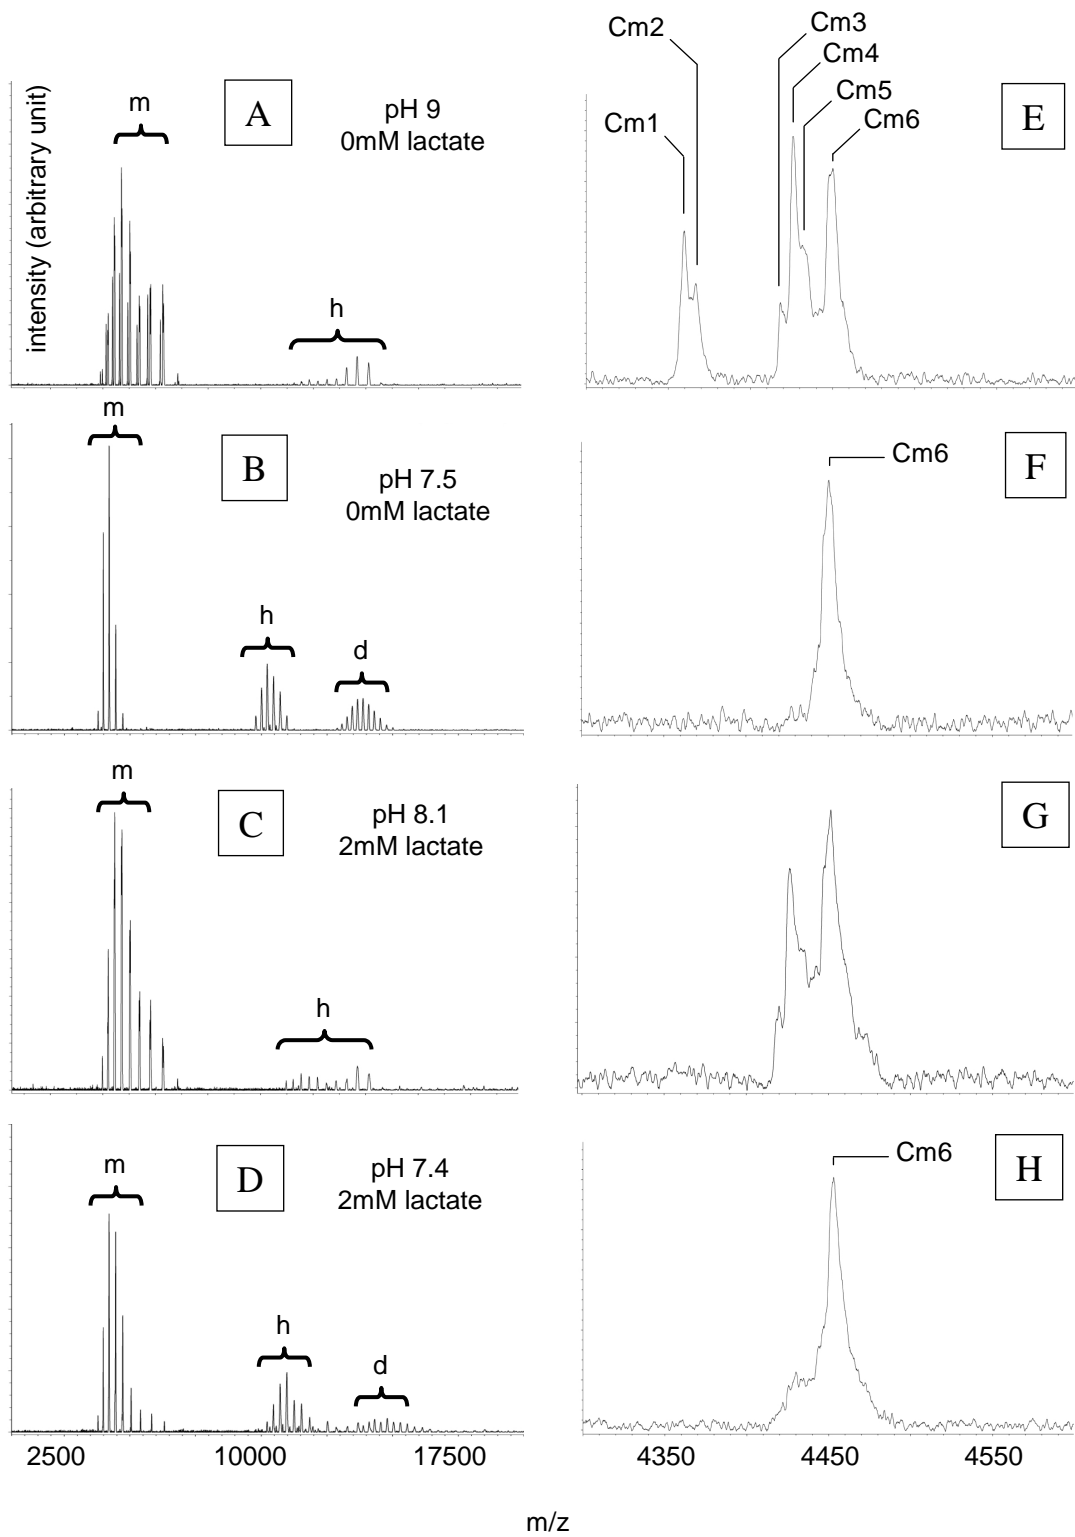 intensity (arbitrary unit)
m
A
pH 9
0mM lactate
h
Cm1
Cm2
Cm3
Cm4
Cm5
Cm6
E
m
B
pH 7.5
0mM lactate
h
d
Cm6
F
m
C
pH 8.1
2mM lactate
h
G
m
D
pH 7.4
2mM lactate
h
d
Cm6
H
2500 10000 17500
4350 4450 4550
m/z